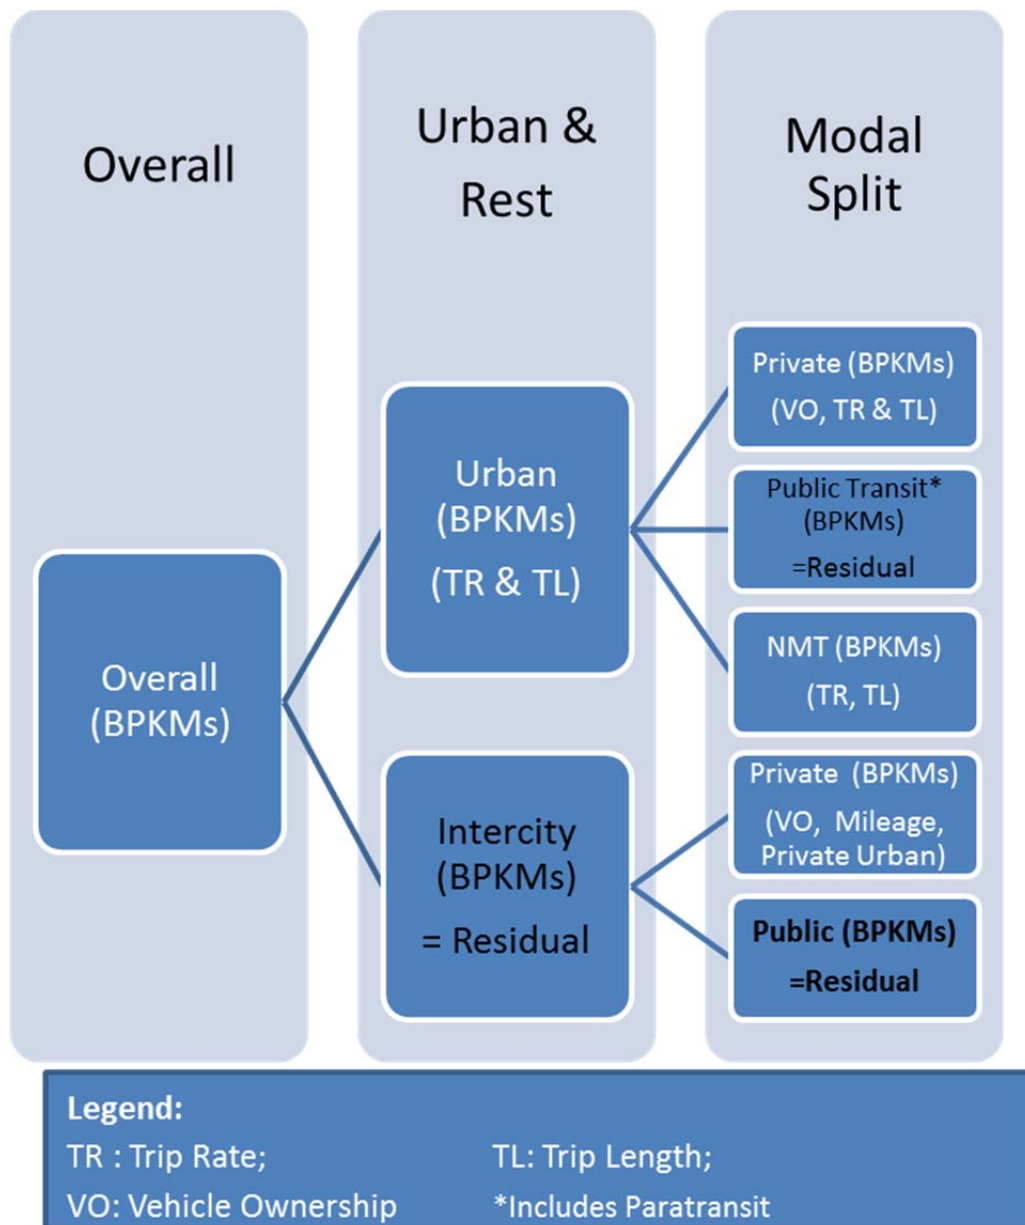 Overall
Urban &
Rest
Modal
Split
Overall
(BPKMs)
Urban
(BPKMs)
(TR & TL)
Intercity
(BPKMs)
= Residual
Private (BPKMs)
(VO, TR & TL)
Public Transit*
(BPKMs)
=Residual
NMT (BPKMs)
(TR, TL)
Private (BPKMs)
(VO, Mileage,
Private Urban)
Public (BPKMs)
=Residual
Legend:
TR : Trip Rate; TL: Trip Length;
VO: Vehicle Ownership *Includes Paratransit